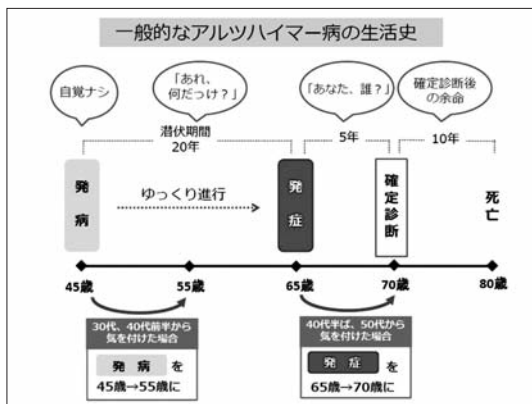 一般的なアルツハイマー病の生活史
自覚ナシ
「あれ、
何だっけ？」
「あなた、誰？」
確定診断後
の余命
潜伏期間
20年
5年
10年
発病
ゆっくり進行
発症
確定診断
死亡
45歳
55歳
65歳
70歳
80歳
30代、40代前半から
気を付けた場合
発病 を
45歳→55歳に
40代半ば、50代から
気を付けた場合
発症 を
65歳→70歳に